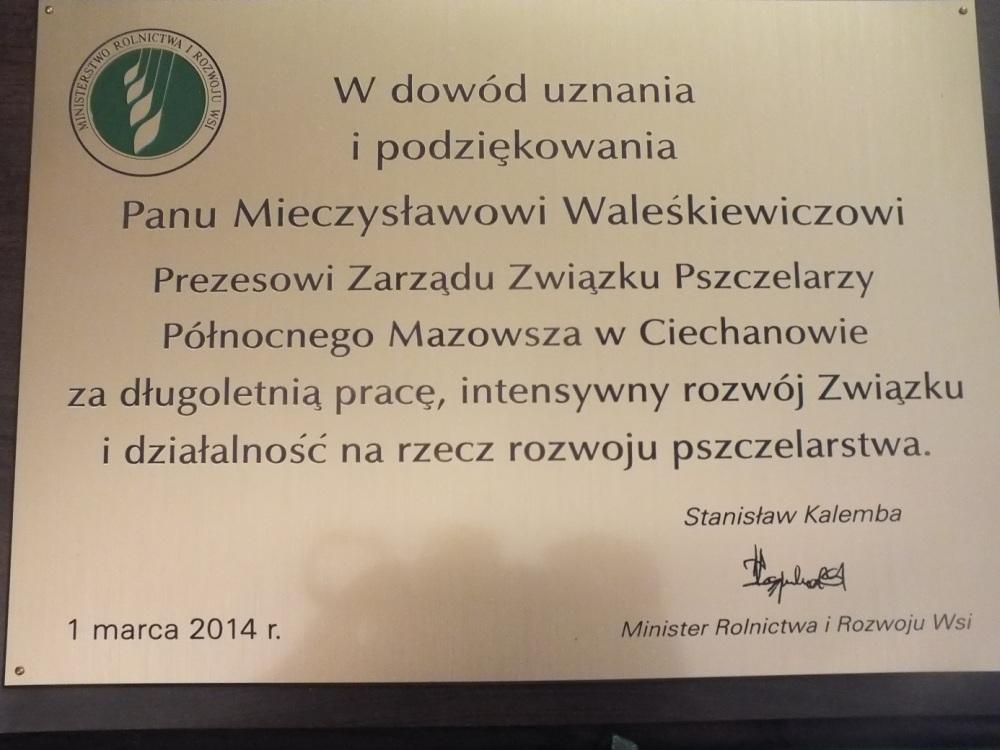 MINISTERSTWO ROLNICTWA I ROZWOJU WSI
W dowód uznania
i podziękowania
Panu Mieczysławowi Waleśkiewiczowi
Prezesowi Zarządu Związku Pszczelarzy
Północnego Mazowsza w Ciechanowie
za długoletnią pracę, intensywny rozwój Związku
i działalność na rzecz rozwoju pszczelarstwa.
Stanisław Kalemba
1 marca 2014 r.
Minister Rolnictwa i Rozwoju Wsi